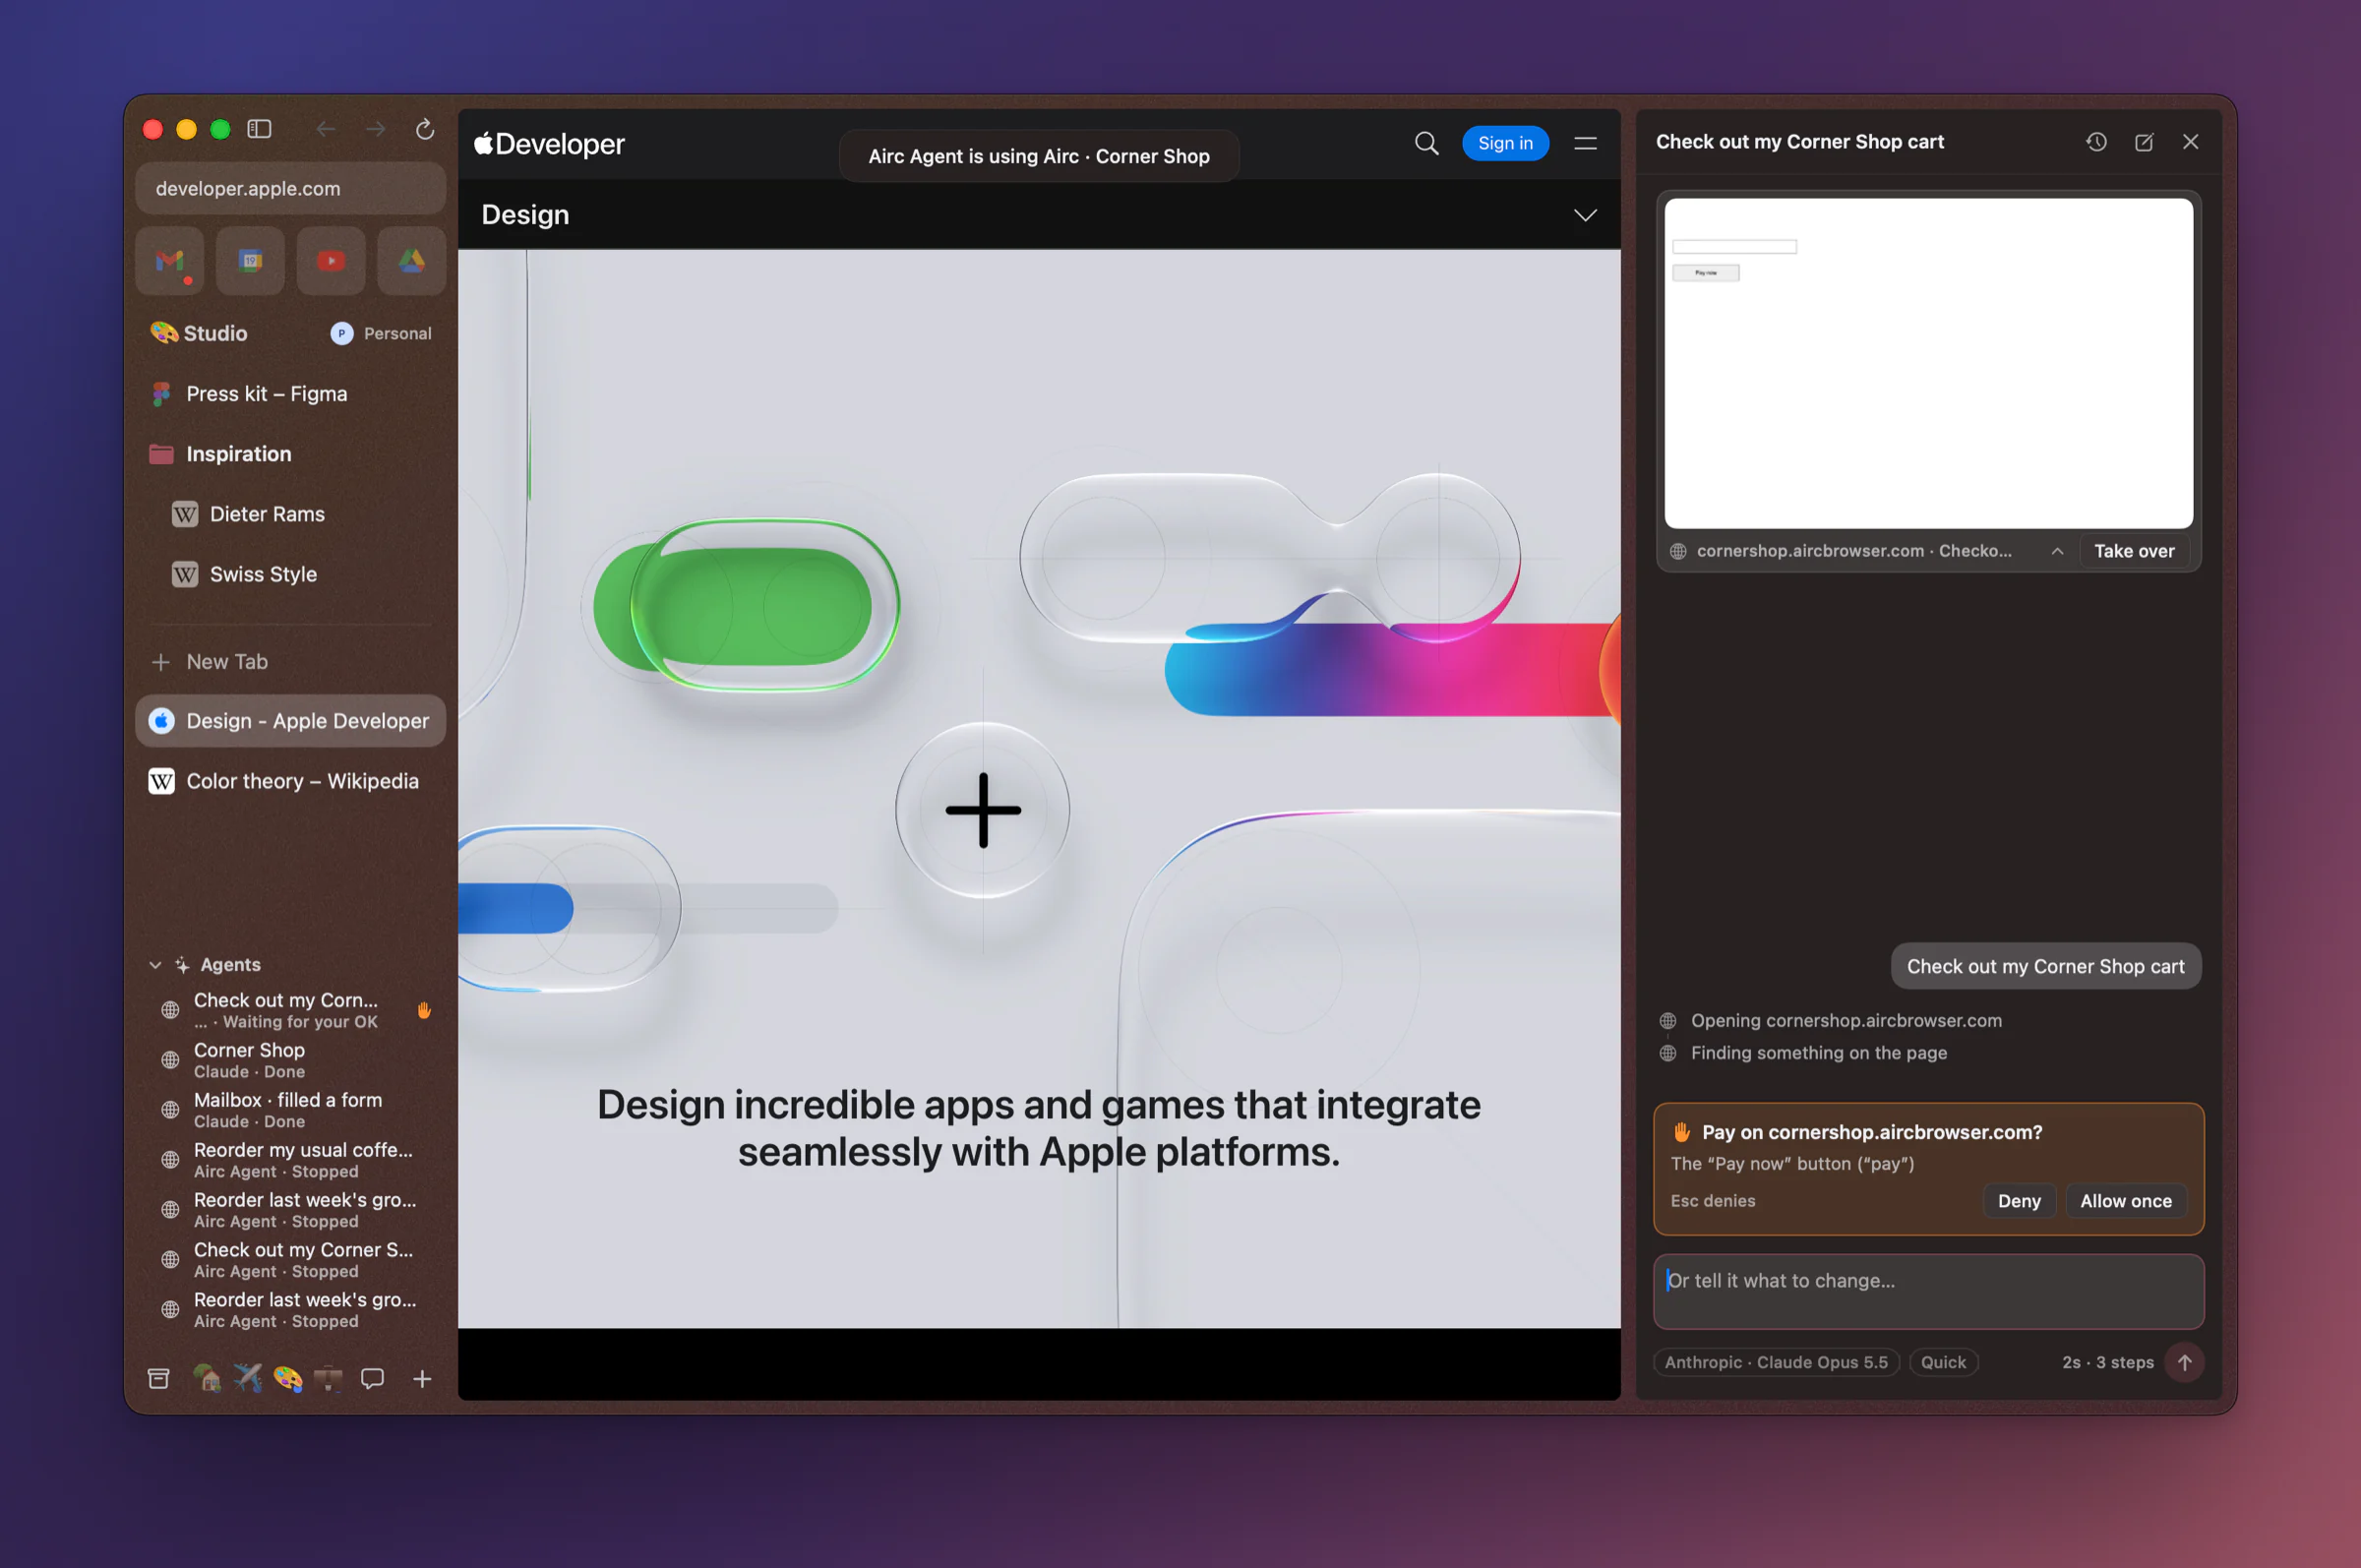 developer.apple.com
19
Studio
P
Personal
Press kit – Figma
Inspiration
W
Dieter Rams
W
Swiss Style
New Tab
Design - Apple Developer
W
Color theory – Wikipedia
Agents
Check out my Corn...
... · Waiting for your OK
Corner Shop
Claude · Done
Mailbox · filled a form
Claude · Done
Reorder my usual coffe...
Airc Agent · Stopped
Reorder last week's gro...
Airc Agent · Stopped
Check out my Corner S...
Airc Agent · Stopped
Reorder last week's gro...
Airc Agent · Stopped
Developer
Airc Agent is using Airc · Corner Shop
Sign in
Design
Design incredible apps and games that integrate
seamlessly with Apple platforms.
Check out my Corner Shop cart
Pay now
cornershop.aircbrowser.com · Checko...
Take over
Check out my Corner Shop cart
Opening cornershop.aircbrowser.com
Finding something on the page
Pay on cornershop.aircbrowser.com?
The “Pay now” button (“pay”)
Esc denies
Deny
Allow once
Or tell it what to change...
Anthropic · Claude Opus 5.5
Quick
2s · 3 steps